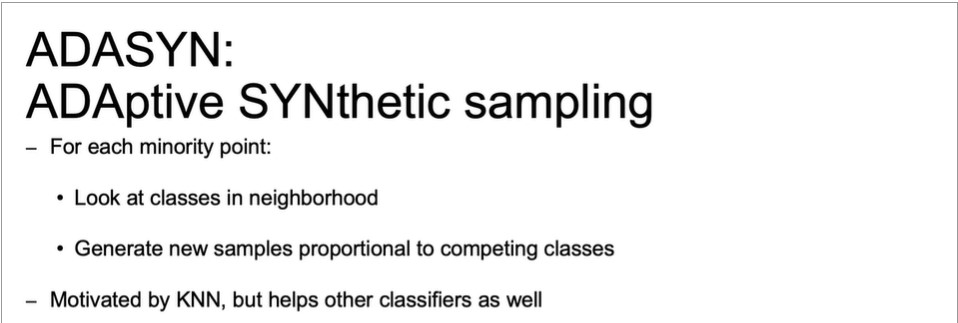 ADASYN:
ADAptive SYNthetic sampling
– For each minority point:
• Look at classes in neighborhood
• Generate new samples proportional to competing classes
– Motivated by KNN, but helps other classifiers as well